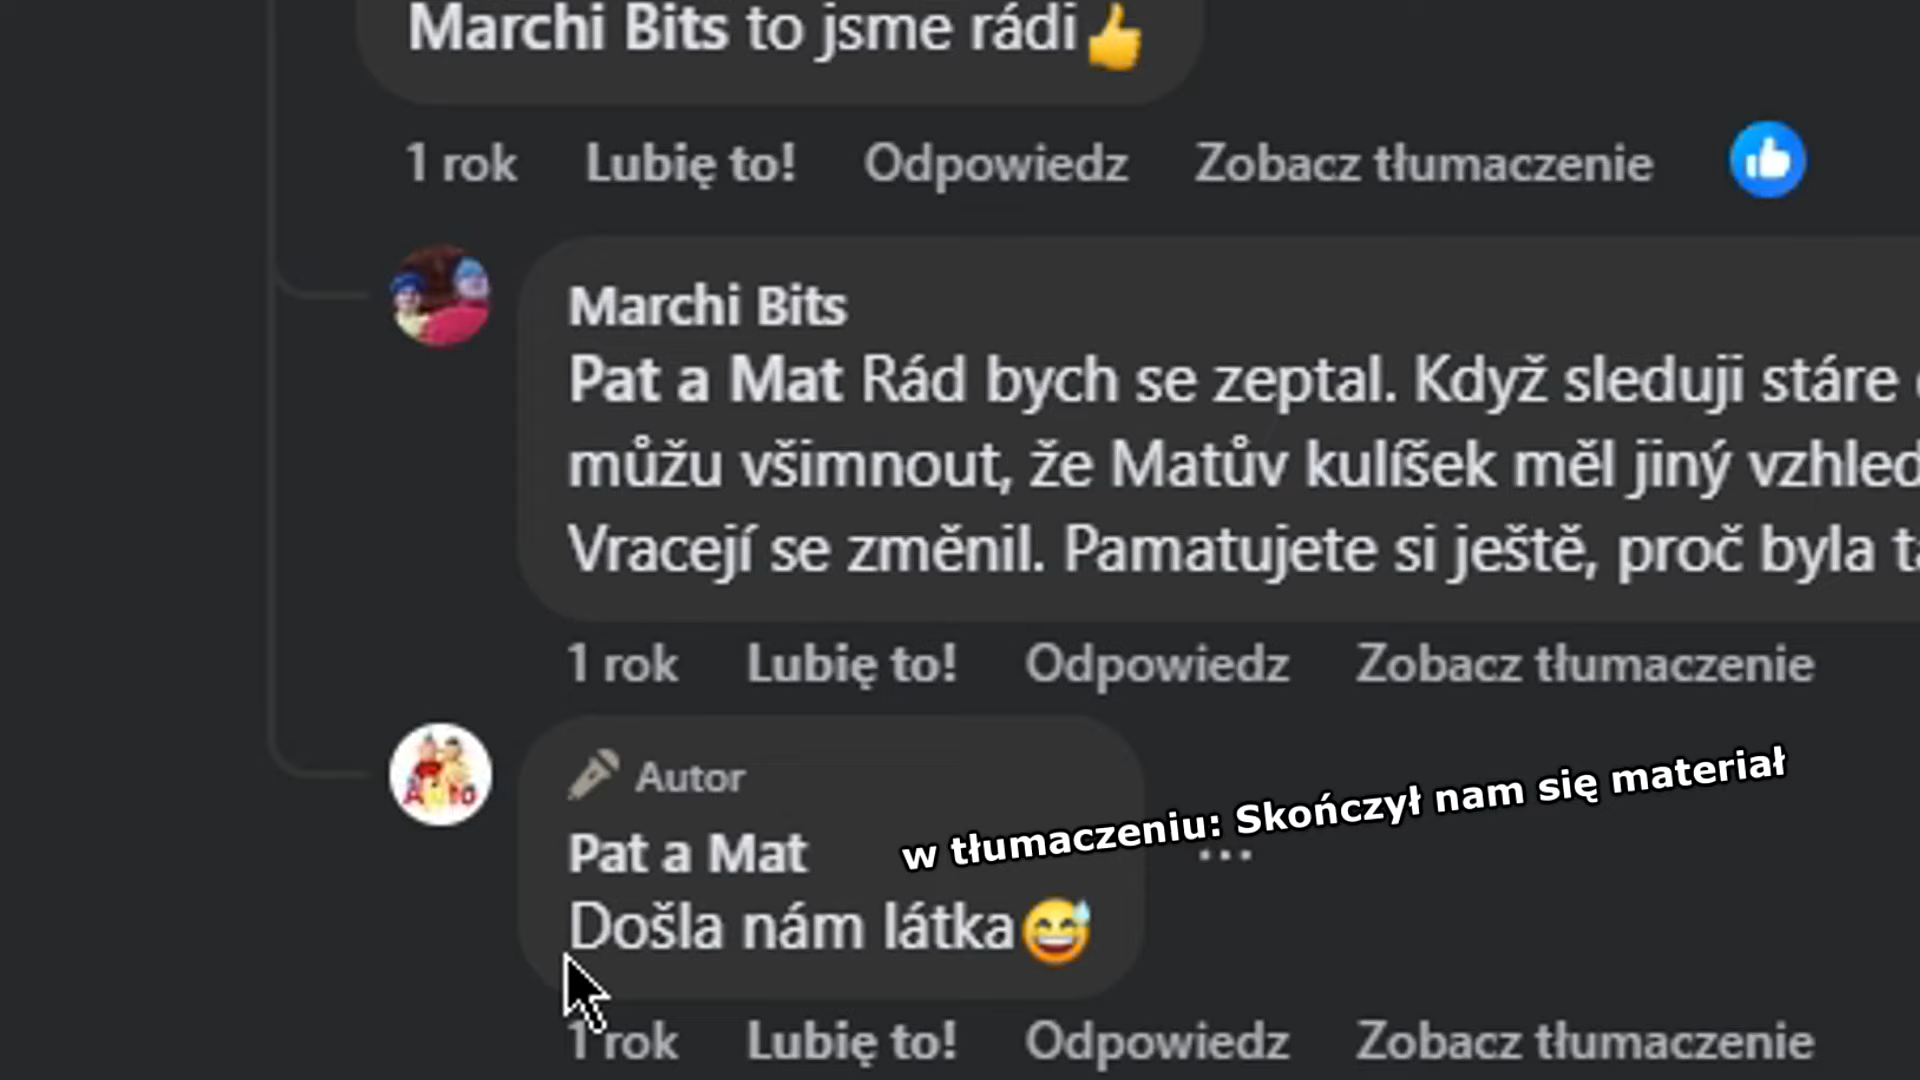 Marchi Bits to jsme rádi👍
1 rok Lubię to! Odpowiedz Zobacz tłumaczenie
Marchi Bits
Pat a Mat Rád bych se zeptal. Když sleduji stáre
můžu všimnout, že Matův kulíšek měl jiný vzhled
Vracejí se změnil. Pamatujete si ještě, proč byla
1 rok Lubię to! Odpowiedz Zobacz tłumaczenie
Autor
w tłumaczeniu: Skończył nam się materiał
Pat a Mat
Došla nám látka😅
1 rok Lubię to! Odpowiedz Zobacz tłumaczenie